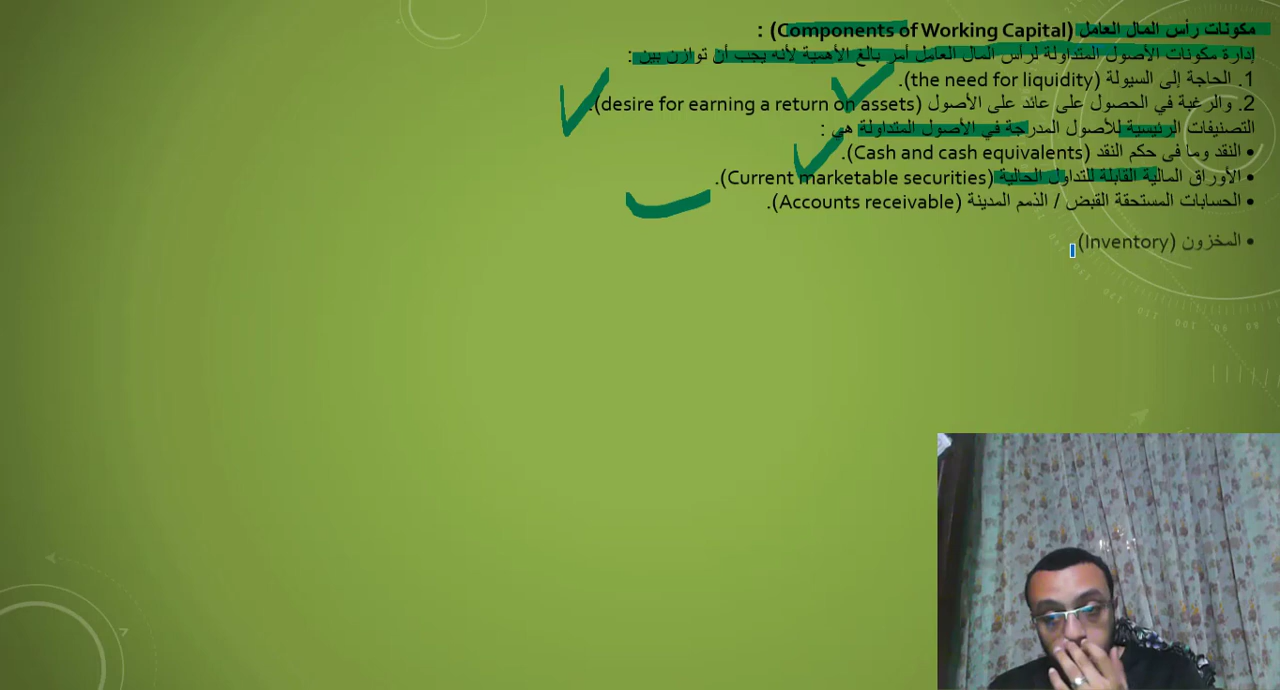 مكونات رأس المال العامل (Components of Working Capital) :
إدارة مكونات الأصول المتداولة لرأس المال العامل أمر بالغ الأهمية لأنه يجب أن توازن بين :
1. الحاجة إلى السيولة (the need for liquidity).
2. والرغبة في الحصول على عائد على الأصول (desire for earning a return on assets).
التصنيفات الرئيسية للأصول المدرجة في الأصول المتداولة هي :
• النقد وما فى حكم النقد (Cash and cash equivalents).
• الأوراق المالية القابلة للتداول الحالية (Current marketable securities).
• الحسابات المستحقة القبض / الذمم المدينة (Accounts receivable).
• المخزون (Inventory)